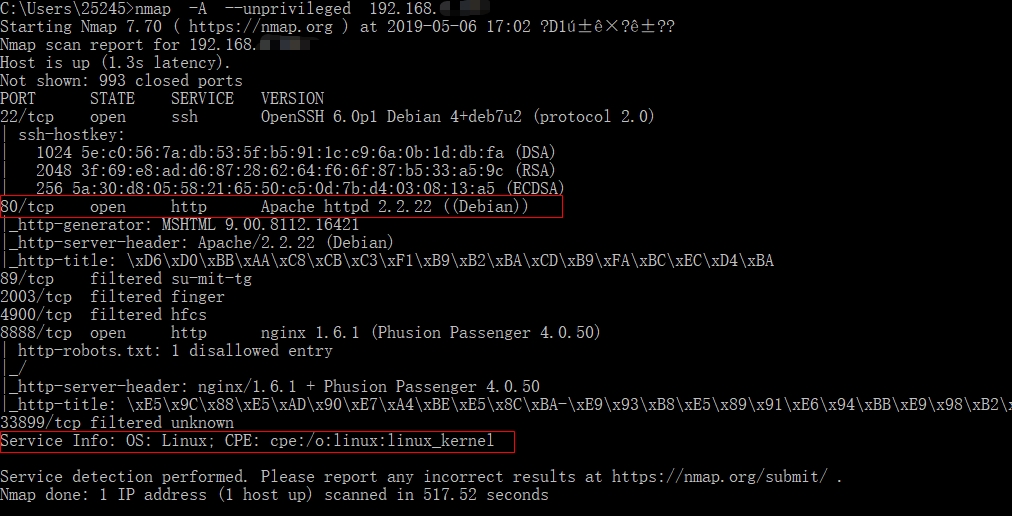 C:\Users\25245>nmap  -A  --unprivileged  192.168.
Starting Nmap 7.70 ( https://nmap.org ) at 2019-05-06 17:02 ?D1ú±ê×?ê±??
Nmap scan report for 192.168.
Host is up (1.3s latency).
Not shown: 993 closed ports
PORT      STATE    SERVICE   VERSION
22/tcp    open     ssh       OpenSSH 6.0p1 Debian 4+deb7u2 (protocol 2.0)
| ssh-hostkey:
|   1024 5e:c0:56:7a:db:53:5f:b5:91:1c:c9:6a:0b:1d:db:fa (DSA)
|   2048 3f:69:e8:ad:d6:87:28:62:64:f6:6f:87:b5:33:a5:9c (RSA)
|   256 5a:30:d8:05:58:21:65:50:c5:0d:7b:d4:03:08:13:a5 (ECDSA)
80/tcp    open     http      Apache httpd 2.2.22 ((Debian))
|_http-generator: MSHTML 9.00.8112.16421
|_http-server-header: Apache/2.2.22 (Debian)
|_http-title: \xD6\xD0\xBB\xAA\xC8\xCB\xC3\xF1\xB9\xB2\xBA\xCD\xB9\xFA\xBC\xEC\xD4\xBA
89/tcp    filtered su-mit-tg
2003/tcp  filtered finger
4900/tcp  filtered hfcs
8888/tcp  open     http      nginx 1.6.1 (Phusion Passenger 4.0.50)
| http-robots.txt: 1 disallowed entry
|_/
|_http-server-header: nginx/1.6.1 + Phusion Passenger 4.0.50
|_http-title: \xE5\x9C\x88\xE5\xAD\x90\xE7\xA4\xBE\xE5\x8C\xBA-\xE9\x93\xB8\xE5\x89\x91\xE6\x94\xBB\xE9\x98\xB2\x
33899/tcp filtered unknown
Service Info: OS: Linux; CPE: cpe:/o:linux:linux_kernel
Service detection performed. Please report any incorrect results at https://nmap.org/submit/ .
Nmap done: 1 IP address (1 host up) scanned in 517.52 seconds